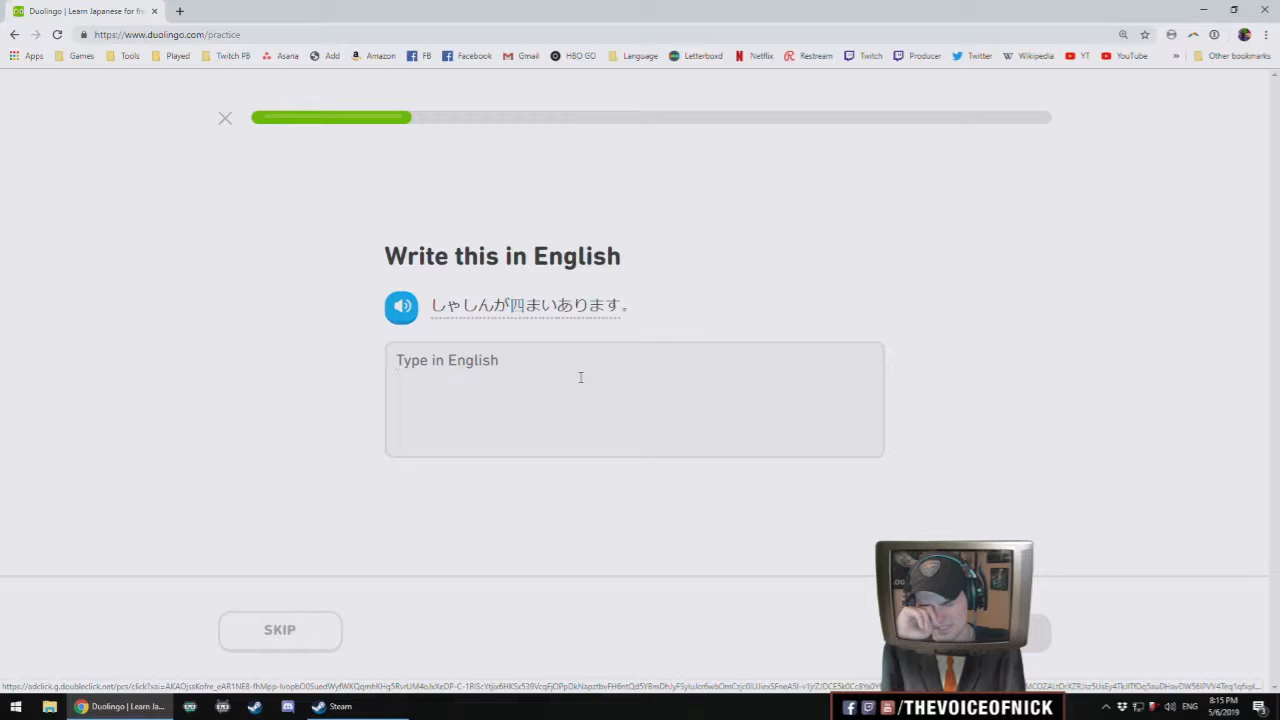 Duolingo | Learn Japanese for fre
https://www.duolingo.com/practice
Apps Games Tools Played Twitch PB Asana Add Amazon FB Facebook Gmail HBO GO Language Letterboxd Netflix Restream Twitch Producer Twitter Wikipedia YT YouTube » Other bookmarks
Write this in English
しゃしんが四まいあります。
Type in English
SKIP
/THEVOICEOFNICK
Duolingo | Learn Ja...
Steam
ENG
8:15 PM
5/6/2019